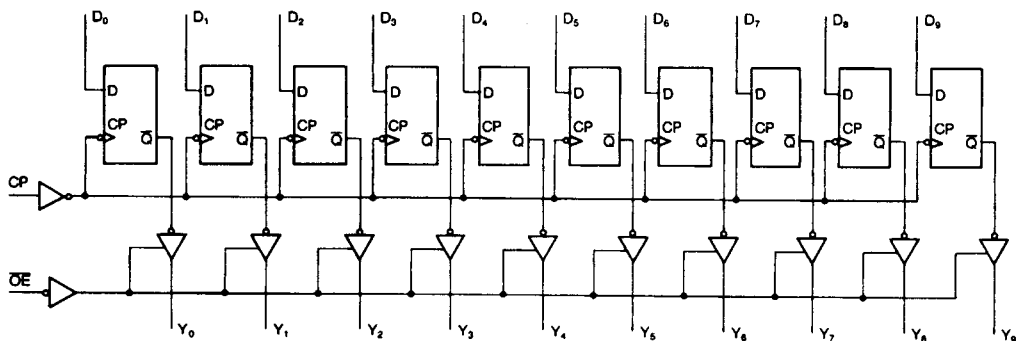 D0 D1 D2 D3 D4 D5 D6 D7 D8 D9
D D D D D D D D D D
CP Q̅ CP Q̅ CP Q̅ CP Q̅ CP Q̅ CP Q̅ CP Q̅ CP Q̅ CP Q̅ CP Q̅
CP
O̅E̅
Y0 Y1 Y2 Y3 Y4 Y5 Y6 Y7 Y8 Y9